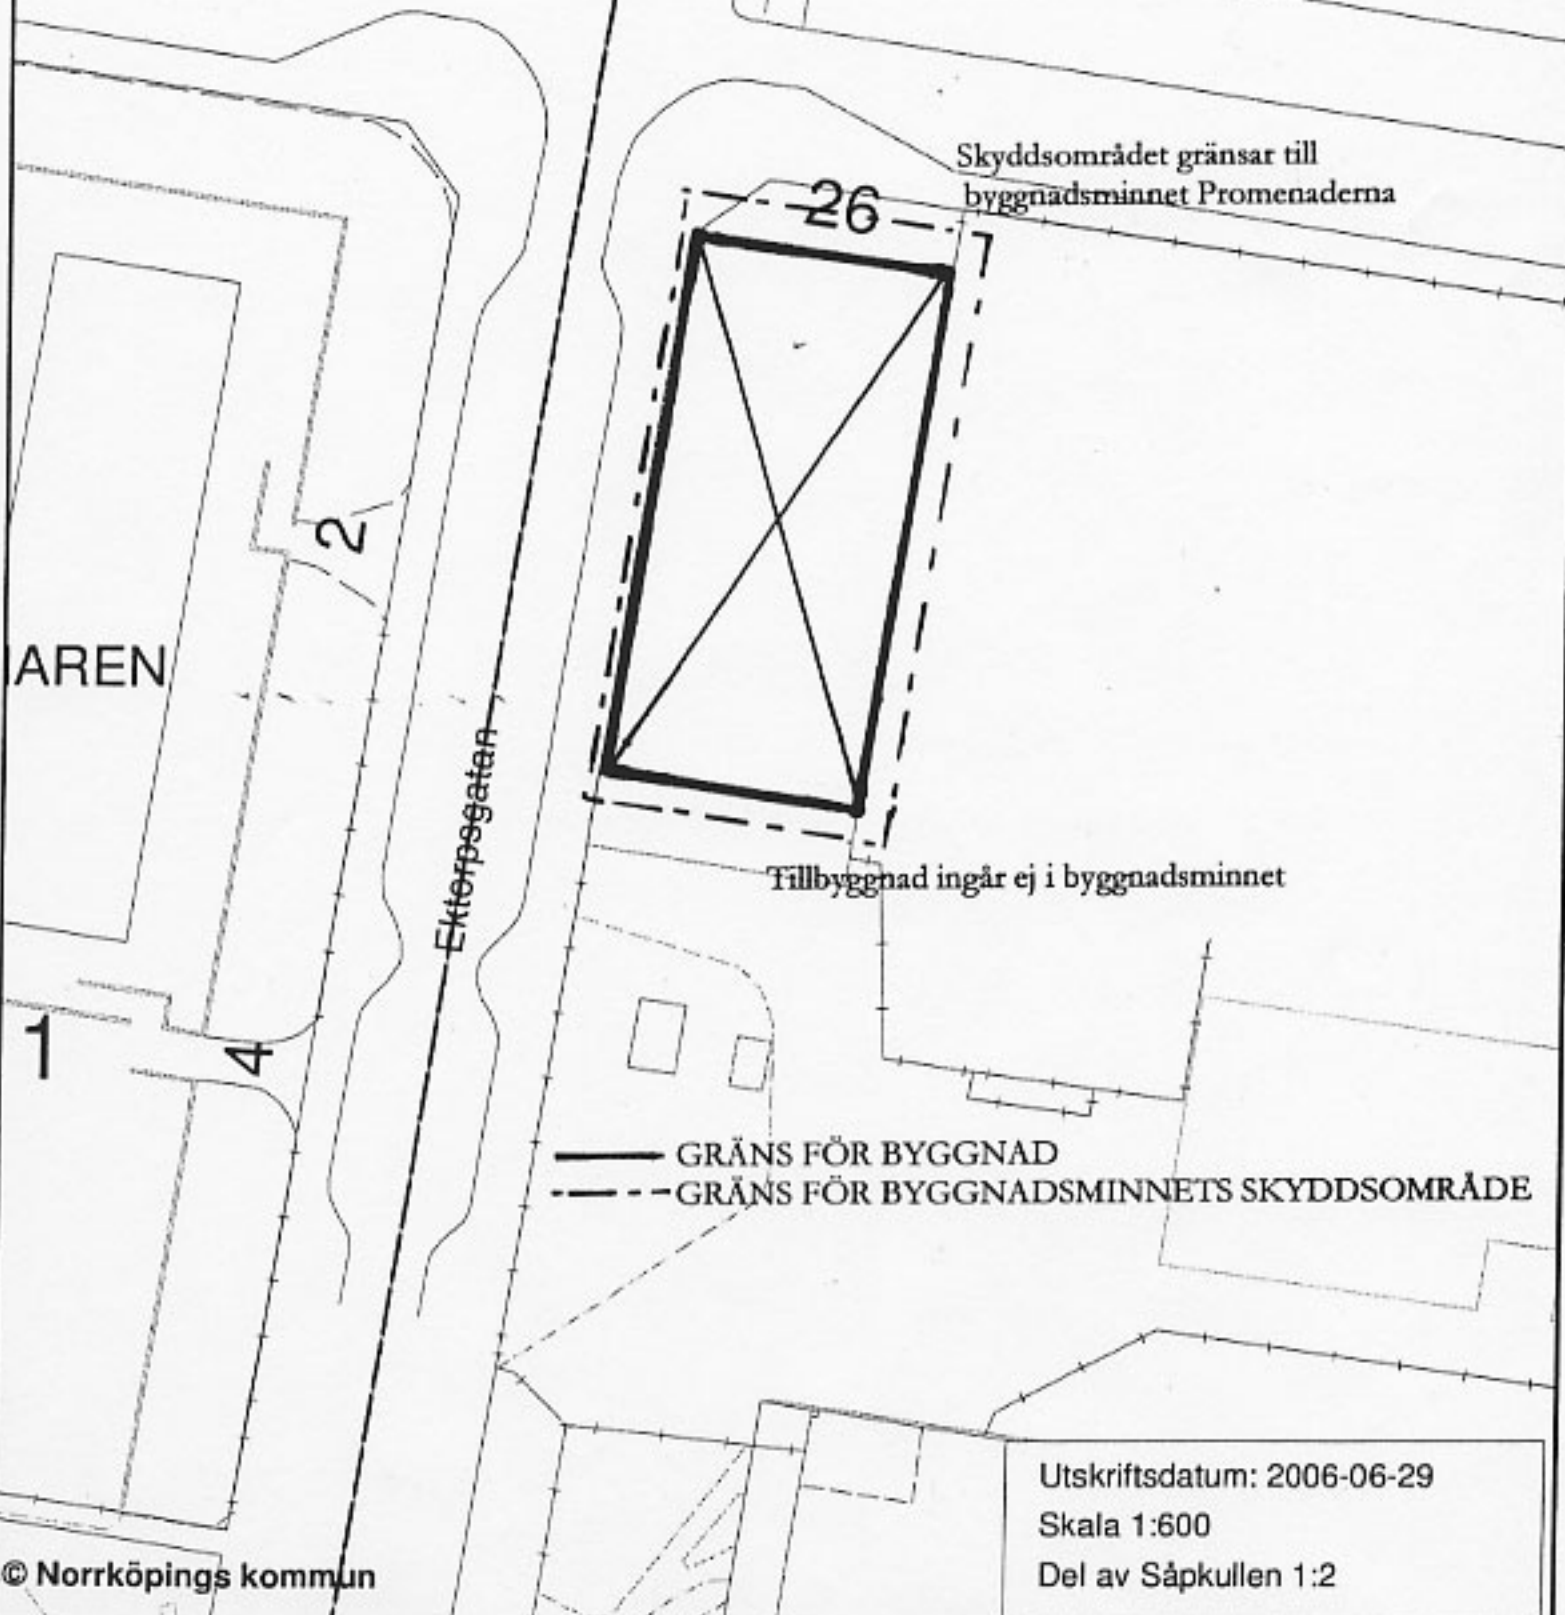 Skyddsområdet gränsar till
byggnadsminnet Promenaderna
26
2
IAREN
Ektorpsgatan
Tillbyggnad ingår ej i byggnadsminnet
1
4
GRÄNS FÖR BYGGNAD
GRÄNS FÖR BYGGNADSMINNETS SKYDDSOMRÅDE
Utskriftsdatum: 2006-06-29
Skala 1:600
Del av Såpkullen 1:2
© Norrköpings kommun